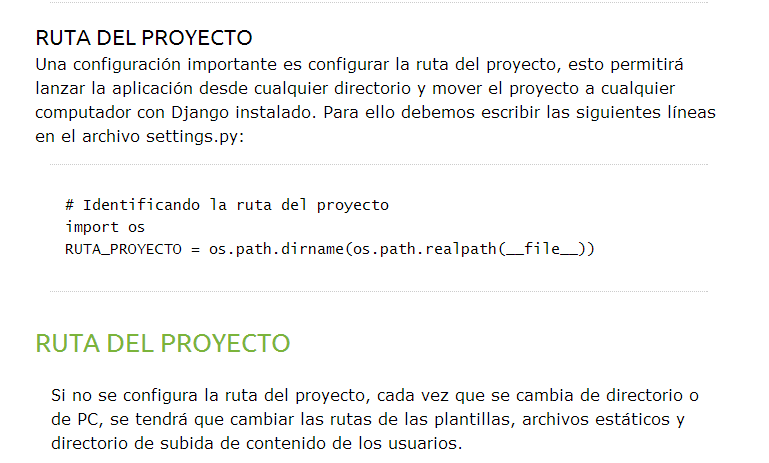 RUTA DEL PROYECTO
Una configuración importante es configurar la ruta del proyecto, esto permitirá
lanzar la aplicación desde cualquier directorio y mover el proyecto a cualquier
computador con Django instalado. Para ello debemos escribir las siguientes líneas
en el archivo settings.py:
# Identificando la ruta del proyecto
import os
RUTA_PROYECTO = os.path.dirname(os.path.realpath(__file__))
RUTA DEL PROYECTO
Si no se configura la ruta del proyecto, cada vez que se cambia de directorio o
de PC, se tendrá que cambiar las rutas de las plantillas, archivos estáticos y
directorio de subida de contenido de los usuarios.